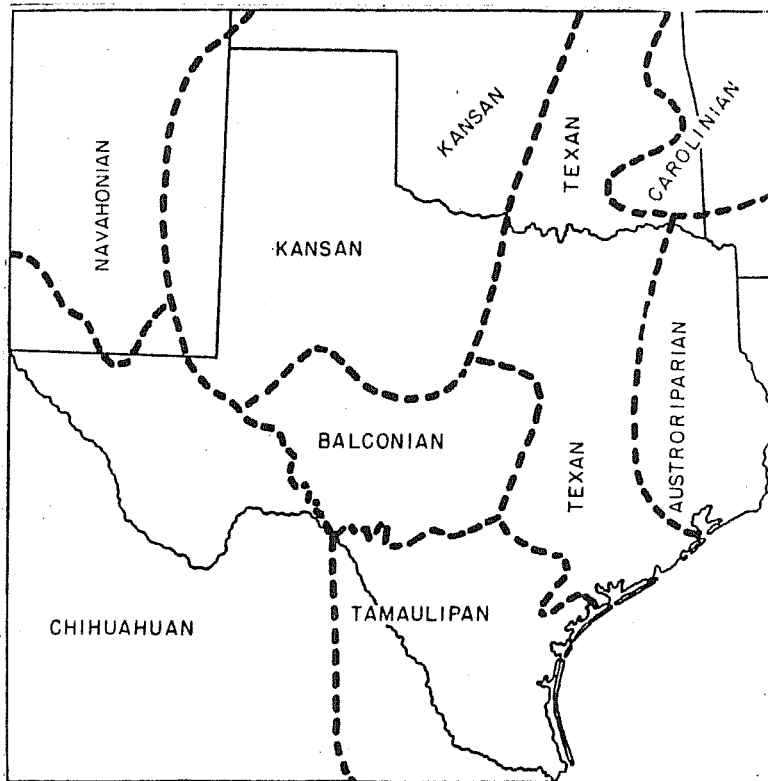 KANSAN
TEXAN
CAROLINIAN
NAVAHONIAN
KANSAN
BALCONIAN
TEXAN
AUSTRORIPARIAN
CHIHUAHUAN
TAMAULIPAN